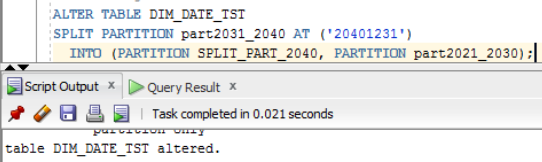 ALTER TABLE DIM_DATE_TST
SPLIT PARTITION part2031_2040 AT ('20401231')
INTO (PARTITION SPLIT_PART_2040, PARTITION part2021_2030);
Script Output x Query Result x
Task completed in 0.021 seconds
partition only
table DIM_DATE_TST altered.